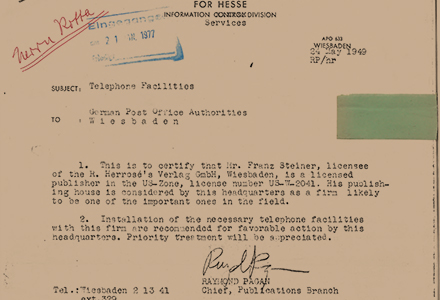 FOR HESSE
INFORMATION CONTROL DIVISION
Services
Herrn Rotta
Eingegangen
21 1977
APO 633
WIESBADEN
24 May 1949
RP/hr
SUBJECT: Telephone Facilities
German Post Office Authorities
TO : Wiesbaden
1. This is to certify that Mr. Franz Steiner, licensee
of the R. Herrosé's Verlag GmbH, Wiesbaden, is a licensed
publisher in the US-Zone, license number US-W-2041. His publish-
ing house is considered by this headquarters as a firm likely
to be one of the important ones in the field.
2. Installation of the necessary telephone facilities
with this firm are recommended for favorable action by this
headquarters. Priority treatment will be appreciated.
RAYMOND PAGAN
Tel.:Wiesbaden 2 13 41 Chief, Publications Branch
ext 329